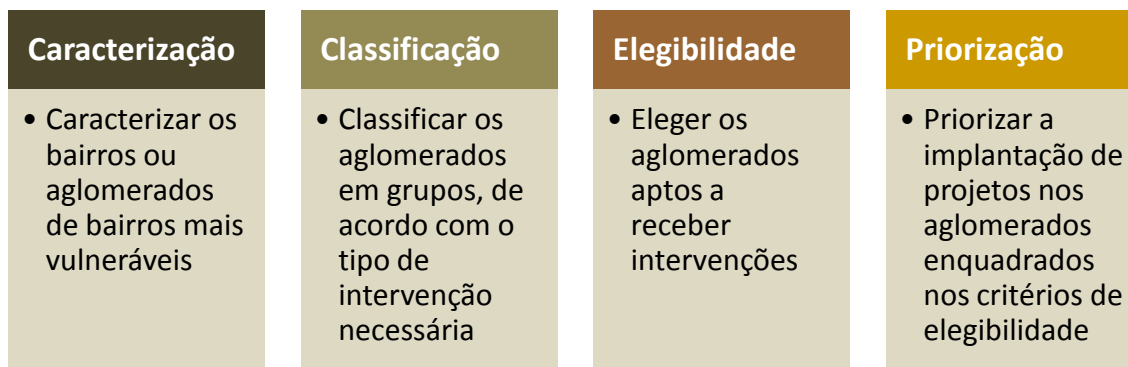 Caracterização
• Caracterizar os
bairros ou
aglomerados
de bairros mais
vulneráveis
Classificação
• Classificar os
aglomerados
em grupos, de
acordo com o
tipo de
intervenção
necessária
Elegibilidade
• Eleger os
aglomerados
aptos a
receber
intervenções
Priorização
• Priorizar a
implantação de
projetos nos
aglomerados
enquadrados
nos critérios de
elegibilidade